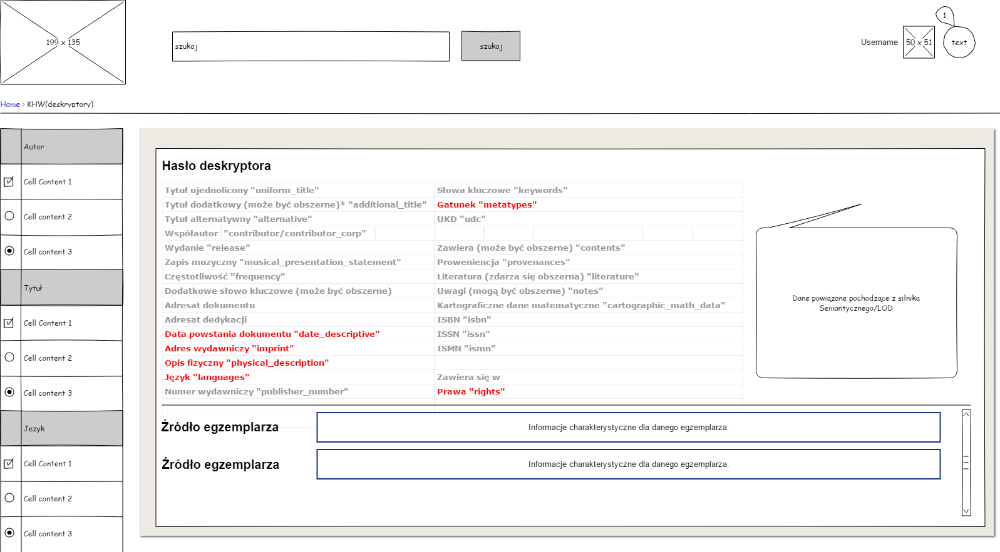 199 x 135
szukaj
szukaj
Username
50 x 51
1
text
Home > KHW(deskryptory)
Autor
Cell Content 1
Cell content 2
Cell content 3
Tytuł
Cell Content 1
Cell content 2
Cell content 3
Jezyk
Cell Content 1
Cell content 2
Cell content 3
Hasło deskryptora
Tytuł ujednolicony "uniform_title"
Słowa kluczowe "keywords"
Tytuł dodatkowy (może być obszerne)* "additional_title"
Gatunek "metatypes"
Tytuł alternatywny "alternative"
UKD "udc"
Współautor "contributor/contributor_corp"
Wydanie "release"
Zawiera (może być obszerne) "contents"
Zapis muzyczny "musical_presentation_statement"
Proweniencja "provenances"
Częstotliwość "frequency"
Literatura (zdarza się obszerna) "literature"
Dodatkowe słowo kluczowe (może być obszerne)
Uwagi (mogą być obszerne) "notes"
Adresat dokumentu
Kartograficzne dane matematyczne "cartographic_math_data"
Adresat dedykacji
ISBN "isbn"
Data powstania dokumentu "date_descriptive"
ISSN "issn"
Adres wydawniczy "imprint"
ISMN "ismn"
Opis fizyczny "physical_description"
Język "languages"
Zawiera się w
Numer wydawniczy "publisher_number"
Prawa "rights"
Dane powiązane pochodzące z silnika
Semantycznego/LOD
Źródło egzemplarza
Informacje charakterystyczne dla danego egzemplarza.
Źródło egzemplarza
Informacje charakterystyczne dla danego egzemplarza.